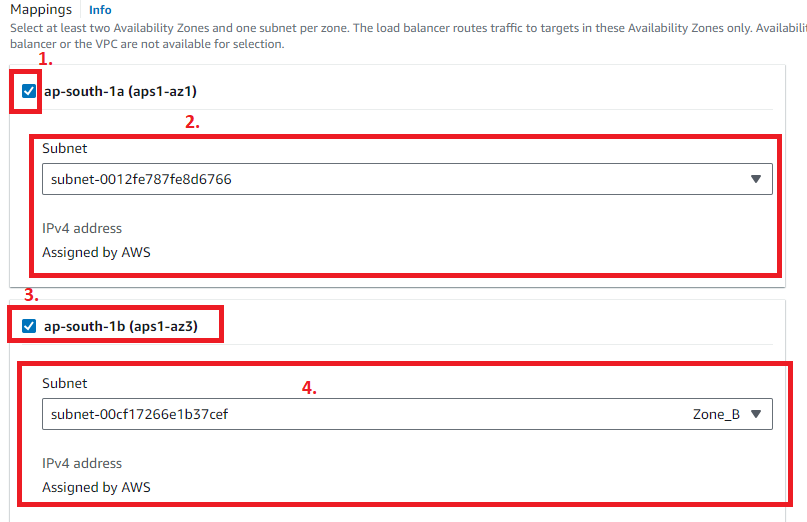 Mappings Info
Select at least two Availability Zones and one subnet per zone. The load balancer routes traffic to targets in these Availability Zones only.
balancer or the VPC are not available for selection.
1.
ap-south-1a (aps1-az1)
2.
Subnet
subnet-0012fe787fe8d6766
IPv4 address
Assigned by AWS
3.
ap-south-1b (aps1-az3)
Subnet
4.
subnet-00cf17266e1b37cef Zone_B
IPv4 address
Assigned by AWS